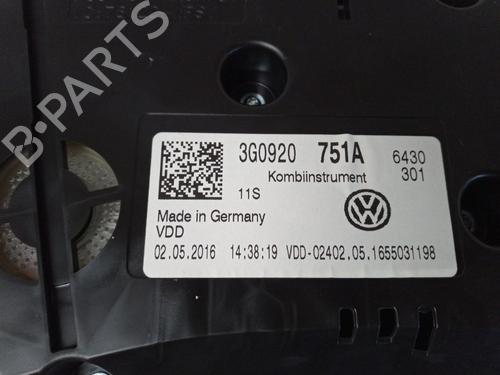 3G0920 751A 6430
Kombiinstrument 301
11S
Made in Germany
VDD
02.05.2016 14:38:19 VDD-02402.05.1655031198
B-PARTS